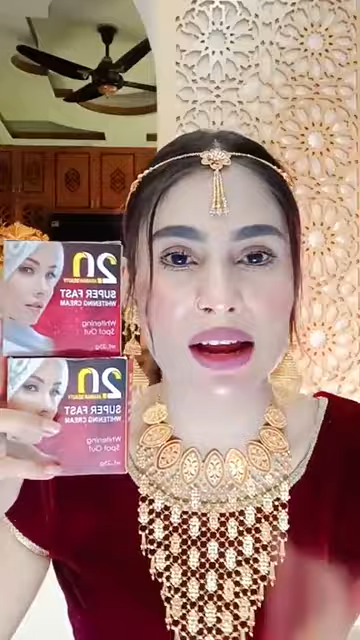 20
SUPER FAST
WHITENING CREAM
Whitening
Spot Out
20
SUPER FAST
WHITENING CREAM
Whitening
Spot Out